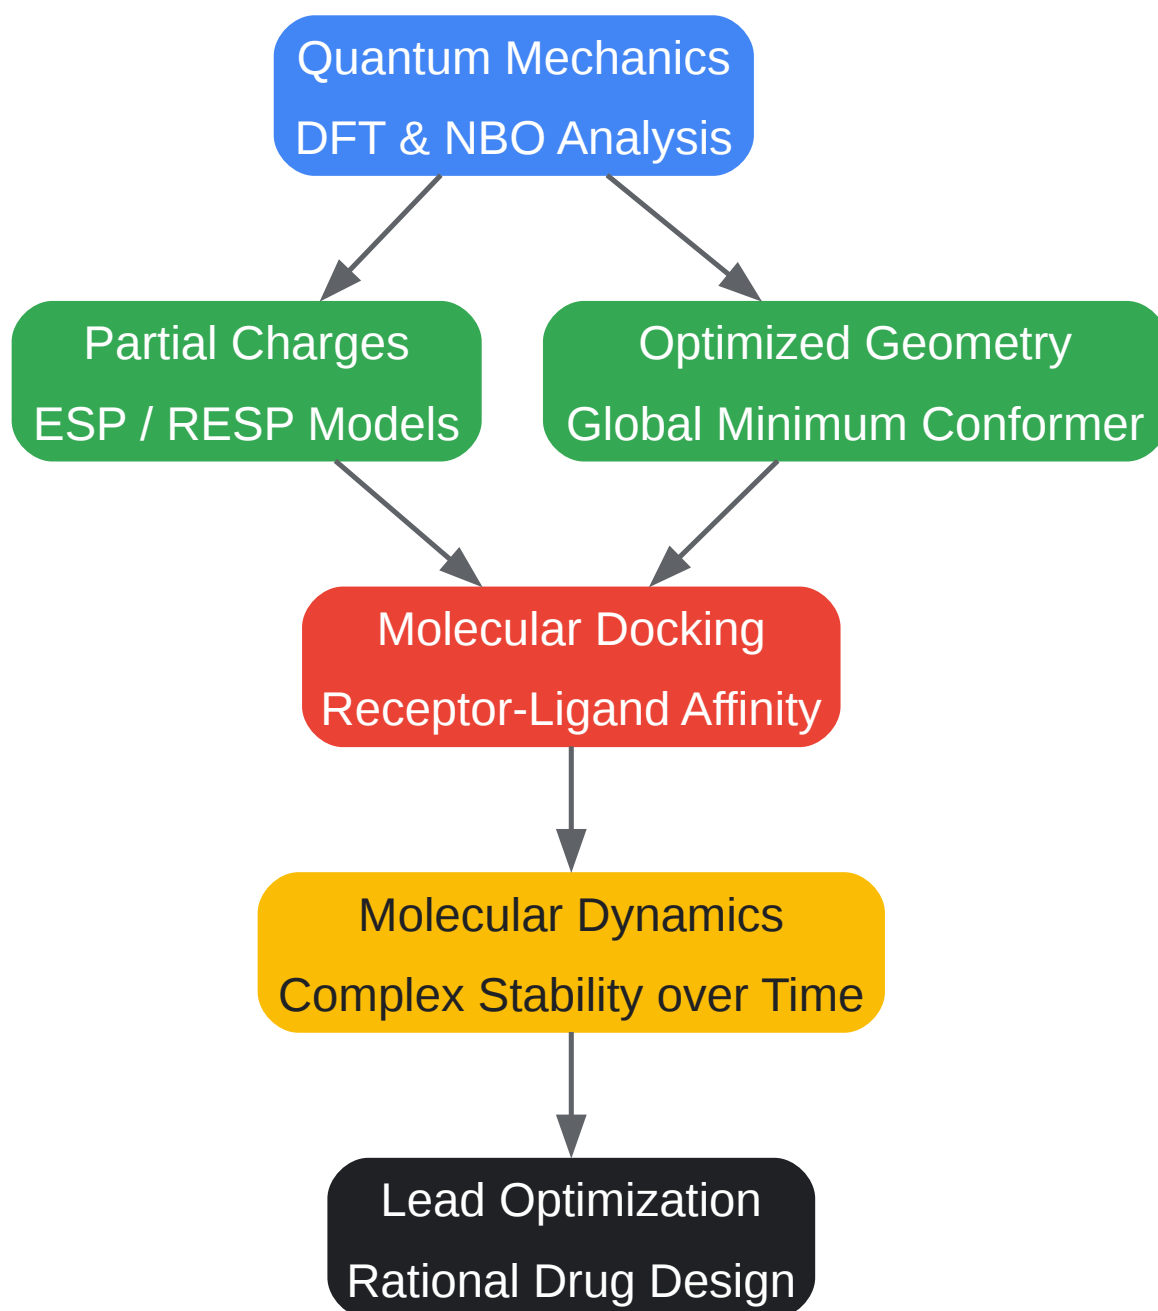 Quantum Mechanics
DFT & NBO Analysis
Partial Charges
ESP / RESP Models
Optimized Geometry
Global Minimum Conformer
Molecular Docking
Receptor-Ligand Affinity
Molecular Dynamics
Complex Stability over Time
Lead Optimization
Rational Drug Design